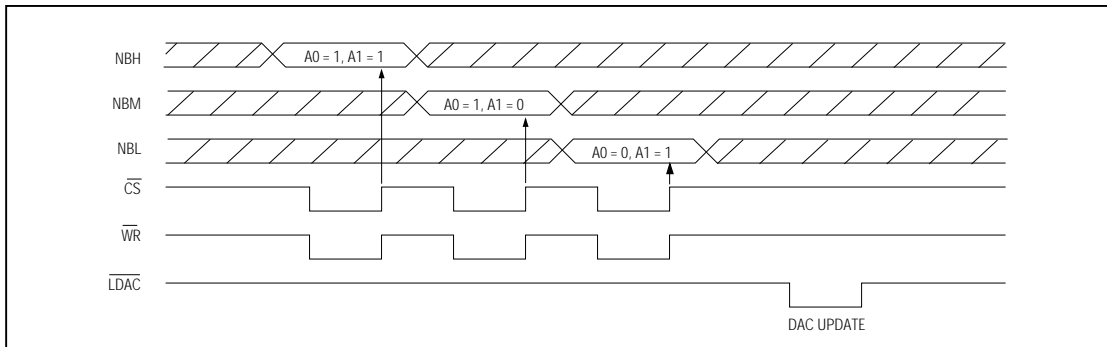 NBH
A0 = 1, A1 = 1
NBM
A0 = 1, A1 = 0
NBL
A0 = 0, A1 = 1
CS
WR
LDAC
DAC UPDATE